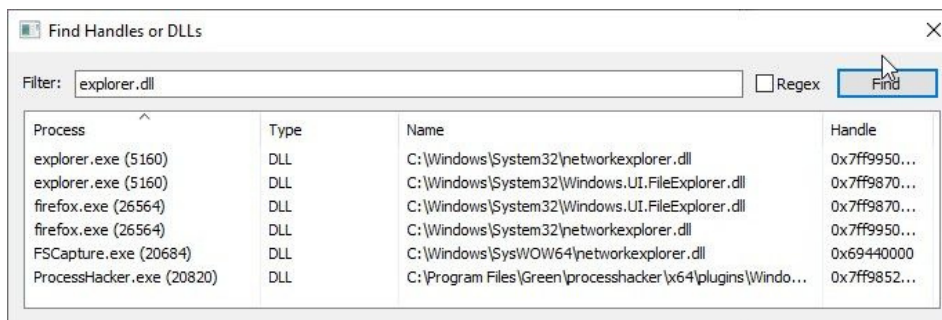 Find Handles or DLLs
Filter: explorer.dll Regex Find
Process Type Name Handle
explorer.exe (5160) DLL C:\Windows\System32\networkexplorer.dll 0x7ff9950...
explorer.exe (5160) DLL C:\Windows\System32\Windows.UI.FileExplorer.dll 0x7ff9870...
firefox.exe (26564) DLL C:\Windows\System32\Windows.UI.FileExplorer.dll 0x7ff9870...
firefox.exe (26564) DLL C:\Windows\System32\networkexplorer.dll 0x7ff9950...
FSCapture.exe (20684) DLL C:\Windows\SysWOW64\networkexplorer.dll 0x69440000
ProcessHacker.exe (20820) DLL C:\Program Files\Green\processhacker\x64\plugins\Windo... 0x7ff9852...